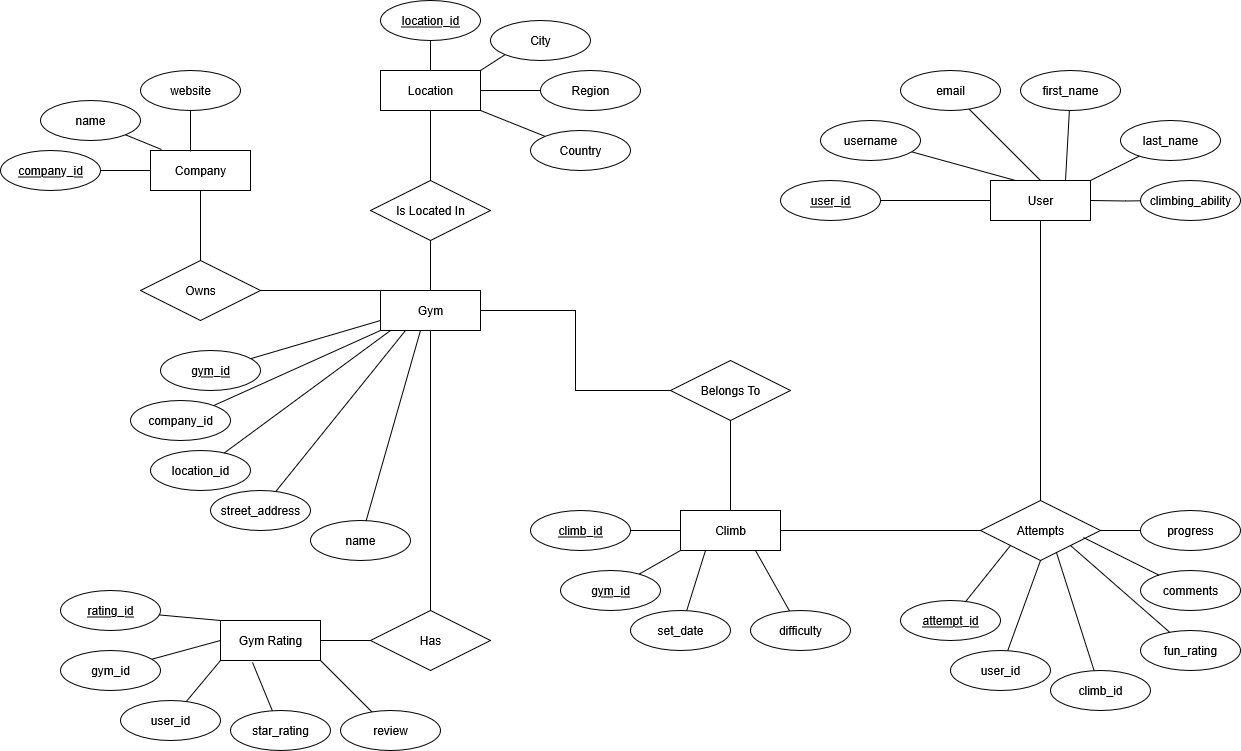 location_id
City
website
Location
Region
email
first_name
name
username
last_name
Country
company_id
Company
user_id
User
climbing_ability
Is Located In
Owns
Gym
gym_id
Belongs To
company_id
location_id
street_address
name
climb_id
Climb
Attempts
progress
gym_id
comments
rating_id
attempt_id
set_date
difficulty
Gym Rating
Has
fun_rating
gym_id
user_id
climb_id
user_id
star_rating
review